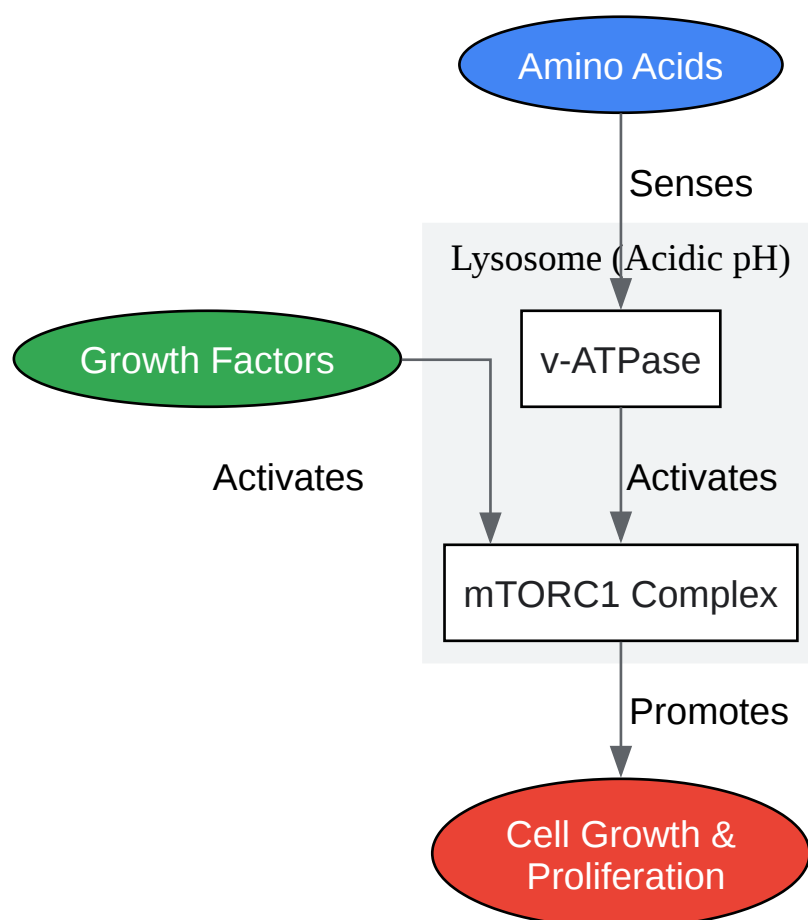 Amino Acids
Senses
Lysosome (Acidic pH)
Growth Factors
v-ATPase
Activates
Activates
mTORC1 Complex
Promotes
Cell Growth &
Proliferation